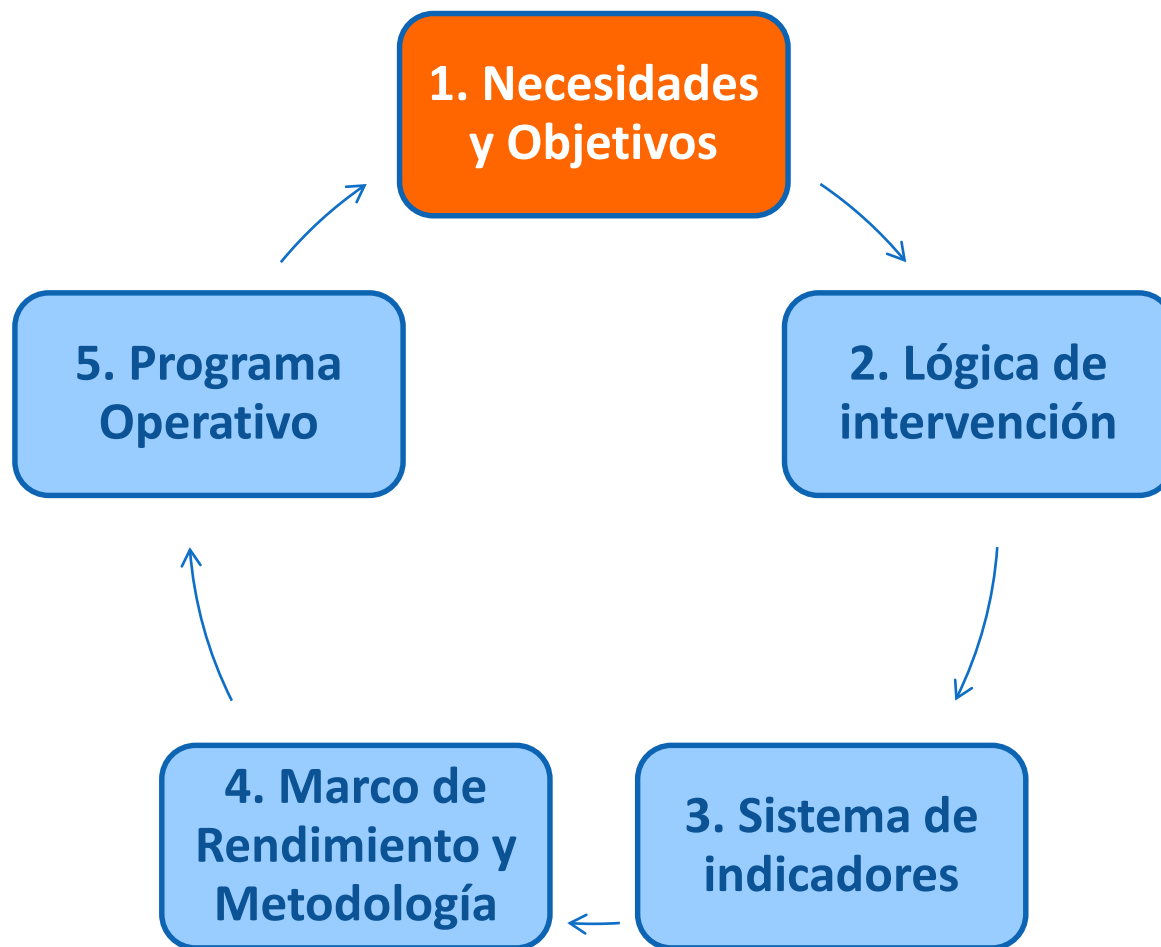 1. Necesidades
y Objetivos
2. Lógica de
intervención
3. Sistema de
indicadores
4. Marco de
Rendimiento y
Metodología
5. Programa
Operativo